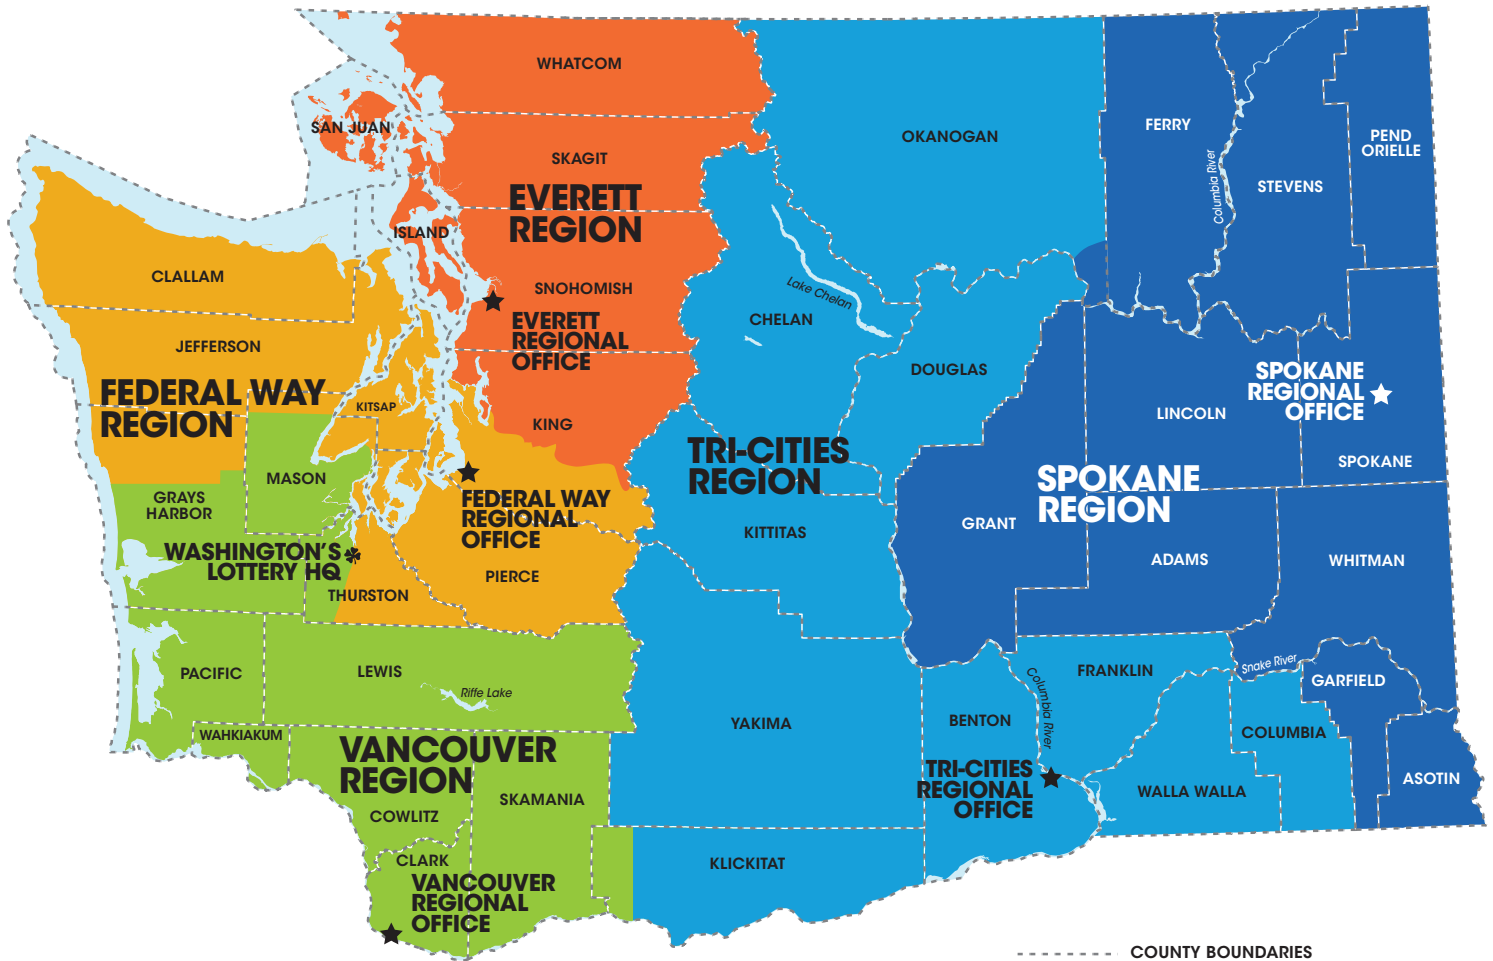 WHATCOM
SAN JUAN
SKAGIT
EVERETT
REGION
ISLAND
SNOHOMISH
EVERETT
REGIONAL
OFFICE
KING
CLALLAM
JEFFERSON
FEDERAL WAY
REGION
KITSAP
MASON
GRAYS
HARBOR
WASHINGTON'S
LOTTERY HQ
THURSTON
FEDERAL WAY
REGIONAL
OFFICE
PIERCE
PACIFIC
LEWIS
Riffe Lake
WAHKIAKUM
VANCOUVER
REGION
COWLITZ
SKAMANIA
CLARK
VANCOUVER
REGIONAL
OFFICE
OKANOGAN
Lake Chelan
CHELAN
DOUGLAS
TRI-CITIES
REGION
KITTITAS
YAKIMA
KLICKITAT
BENTON
Columbia River
FRANKLIN
TRI-CITIES
REGIONAL
OFFICE
WALLA WALLA
COLUMBIA
FERRY
Columbia River
STEVENS
PEND
ORIELLE
SPOKANE
REGIONAL
OFFICE
LINCOLN
SPOKANE
SPOKANE
REGION
GRANT
ADAMS
WHITMAN
Snake River
GARFIELD
ASOTIN
COUNTY BOUNDARIES